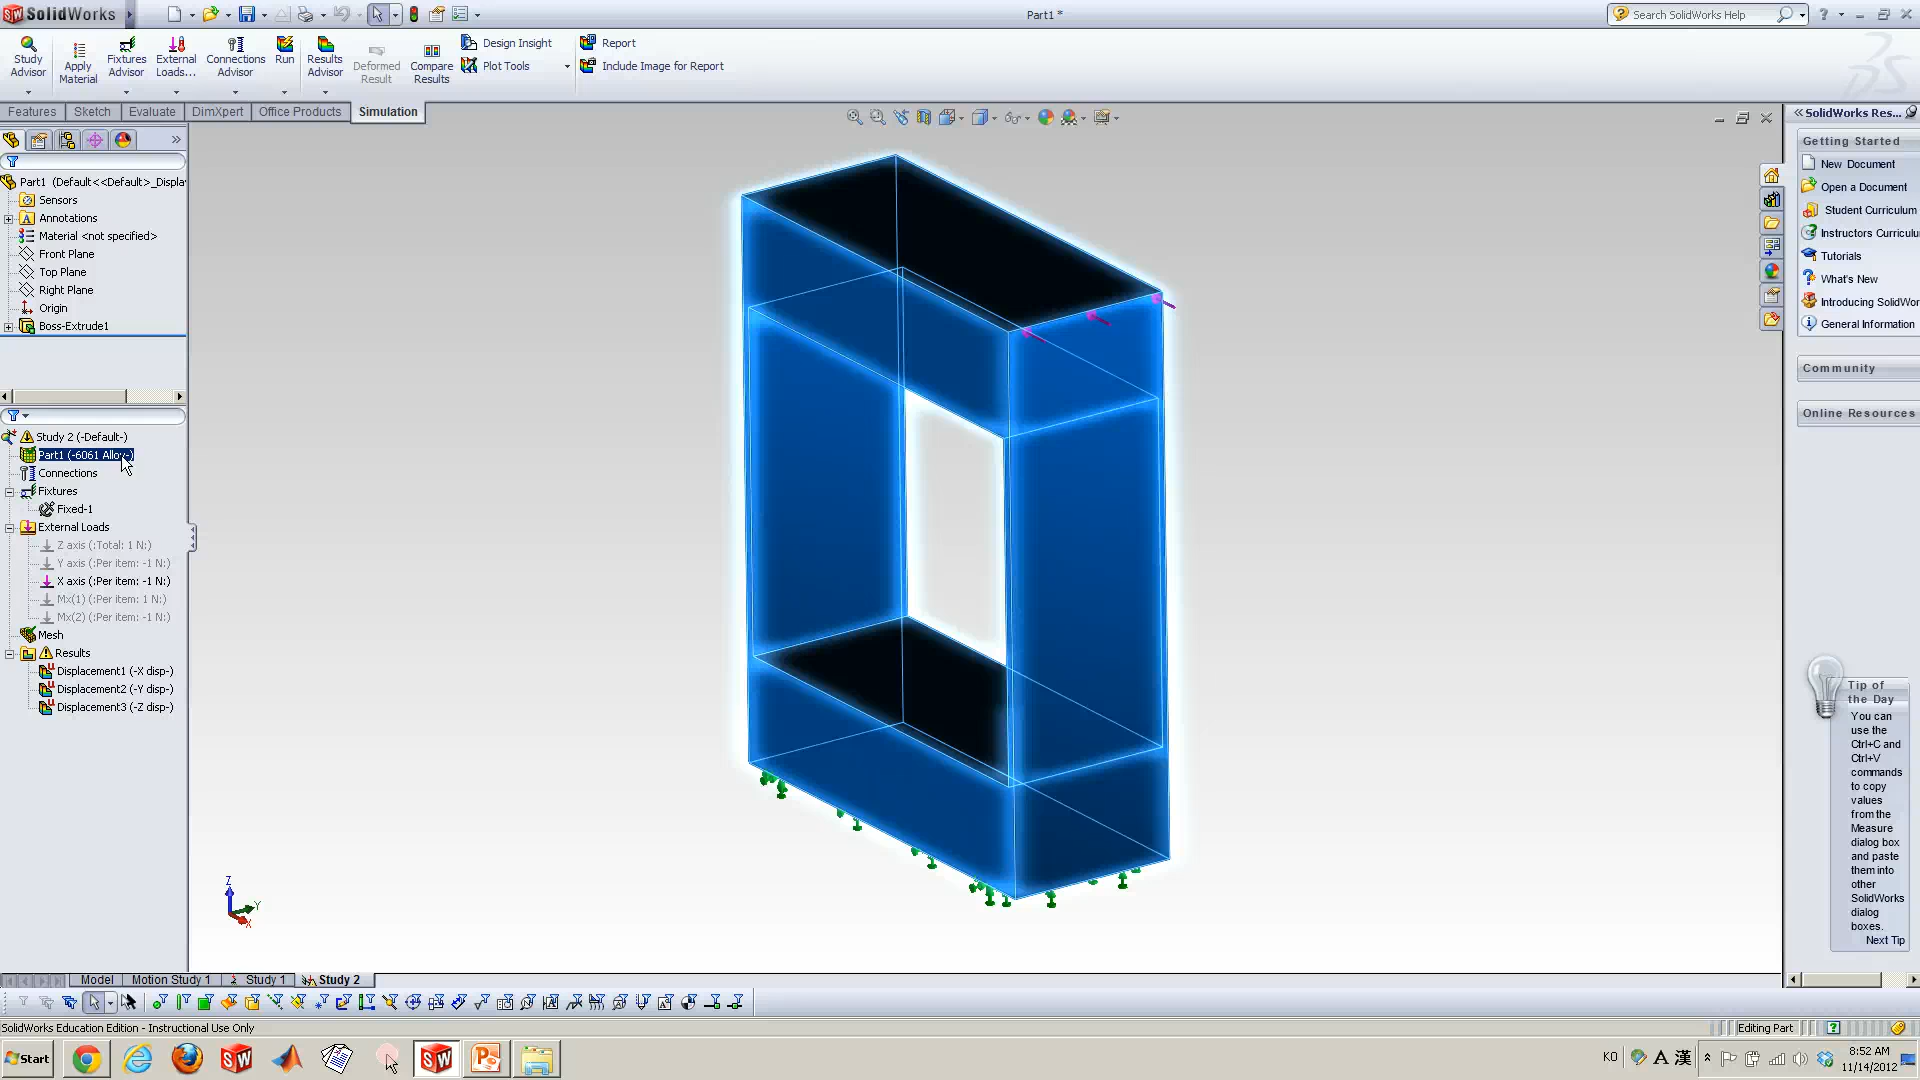 SolidWorks
Part1 *
Search SolidWorks Help
Study Advisor
Apply Material
Fixtures Advisor
External Loads...
Connections Advisor
Run
Results Advisor
Deformed Result
Compare Results
Design Insight
Plot Tools
Report
Include Image for Report
Features
Sketch
Evaluate
DimXpert
Office Products
Simulation
Part1 (Default<<Default>_Displa
Sensors
Annotations
Material <not specified>
Front Plane
Top Plane
Right Plane
Origin
Boss-Extrude1
Study 2 (-Default-)
Part1 (-6061 Alloy-)
Connections
Fixtures
Fixed-1
External Loads
Z axis (:Total: 1 N:)
Y axis (:Per item: -1 N:)
X axis (:Per item: -1 N:)
Mx(1) (:Per item: 1 N:)
Mx(2) (:Per item: -1 N:)
Mesh
Results
Displacement1 (-X disp-)
Displacement2 (-Y disp-)
Displacement3 (-Z disp-)
Z
Y
X
SolidWorks Res...
Getting Started
New Document
Open a Document
Student Curriculum
Instructors Curriculu
Tutorials
What's New
Introducing SolidWor
General Information
Community
Online Resources
Tip of
the Day
You can
use the
Ctrl+C and
Ctrl+V
commands
to copy
values
from the
Measure
dialog box
and paste
them into
other
SolidWorks
dialog
boxes.
Next Tip
Model
Motion Study 1
Study 1
Study 2
SolidWorks Education Edition - Instructional Use Only
Editing Part
Start
KO
A 漢
8:52 AM
11/14/2012